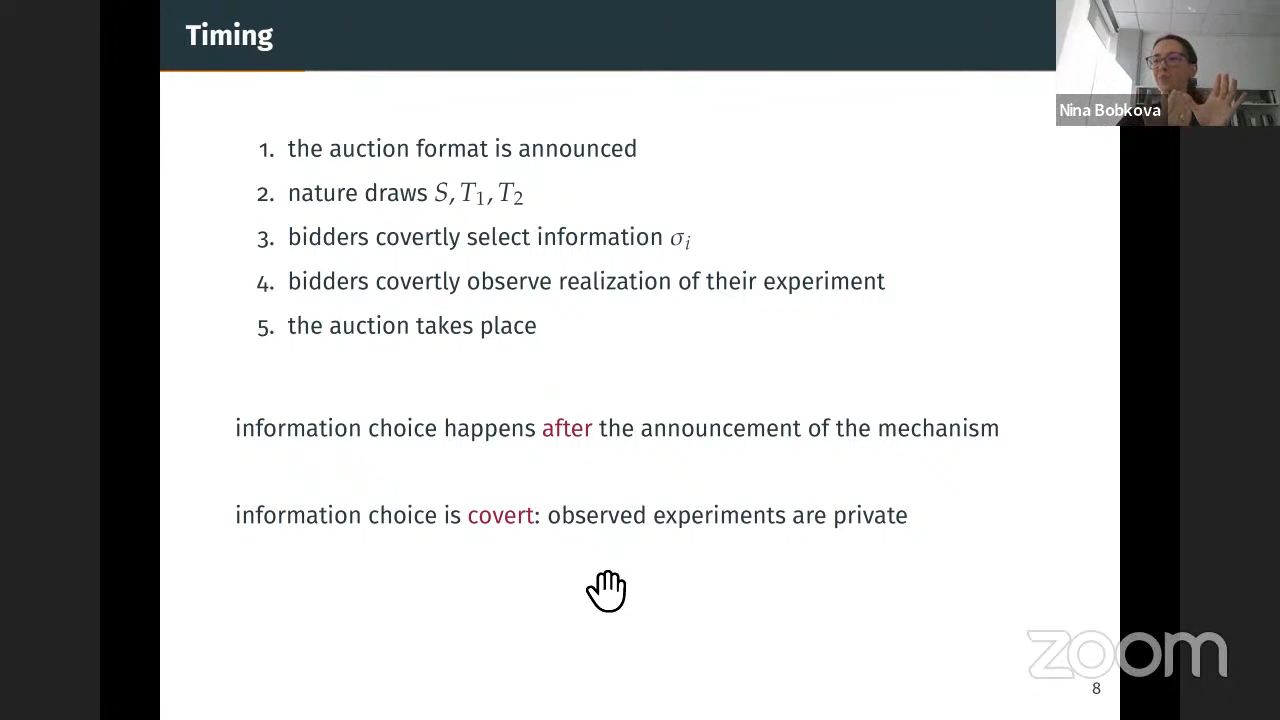 Timing
Nina Bobkova
1. the auction format is announced
2. nature draws S, T₁, T₂
3. bidders covertly select information σᵢ
4. bidders covertly observe realization of their experiment
5. the auction takes place
information choice happens after the announcement of the mechanism
information choice is covert: observed experiments are private
zoom
8